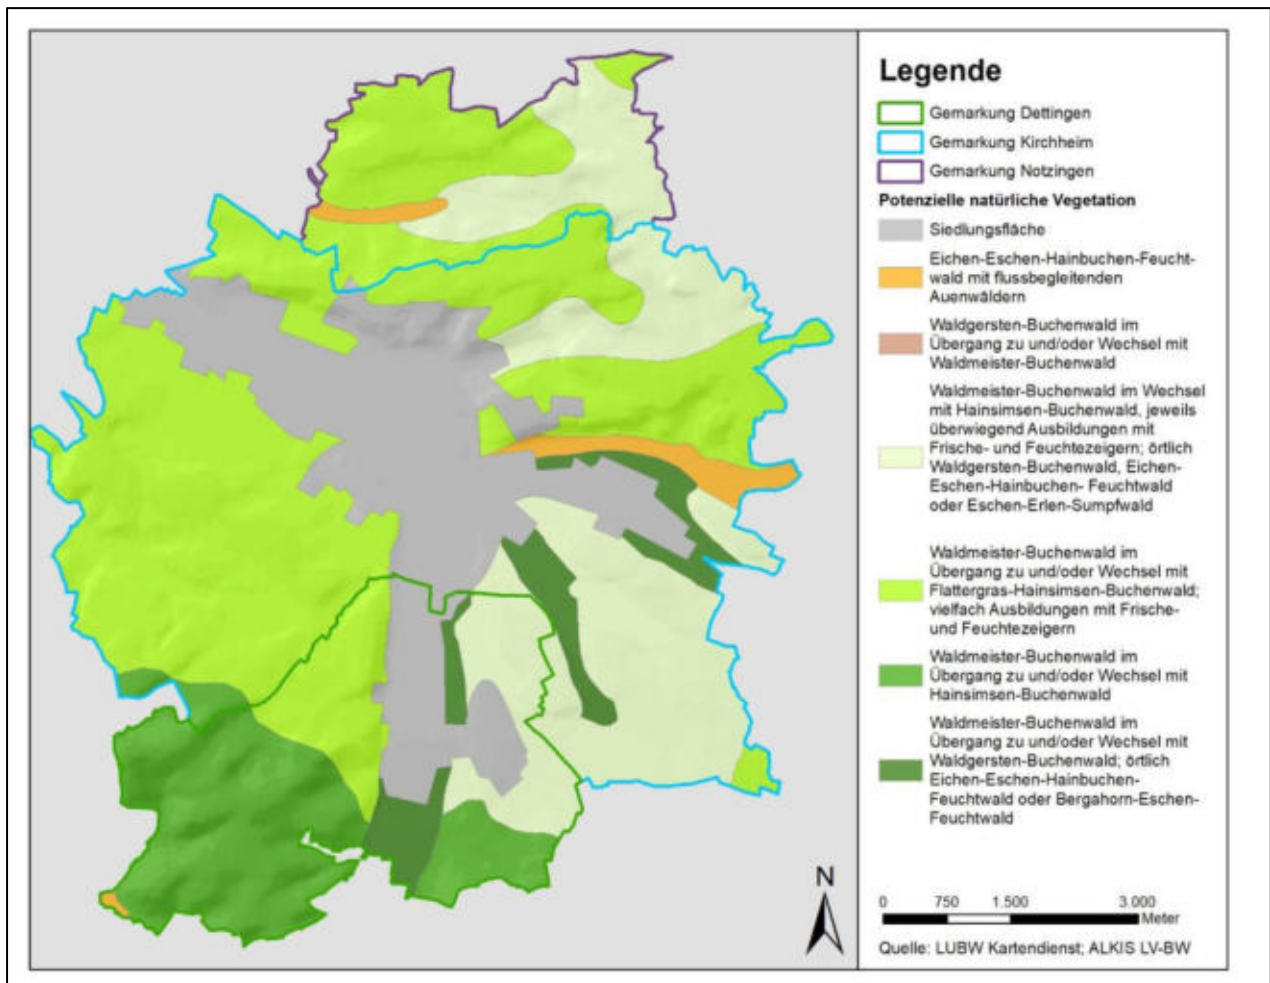 Legende
Gemarkung Dettingen
Gemarkung Kirchheim
Gemarkung Notzingen
Potenzielle natürliche Vegetation
Siedlungsfläche
Eichen-Eschen-Hainbuchen-Feucht-
wald mit flussbegleitenden
Auenwäldern
Waldgersten-Buchenwald im
Übergang zu und/oder Wechsel mit
Waldmeister-Buchenwald
Waldmeister-Buchenwald im Wechsel
mit Hainsimsen-Buchenwald, jeweils
überwiegend Ausbildungen mit
Frische- und Feuchtezeigern; örtlich
Waldgersten-Buchenwald, Eichen-
Eschen-Hainbuchen- Feuchtwald
oder Eschen-Erlen-Sumpfwald
Waldmeister-Buchenwald im
Übergang zu und/oder Wechsel mit
Flattergras-Hainsimsen-Buchenwald;
vielfach Ausbildungen mit Frische-
und Feuchtezeigern
Waldmeister-Buchenwald im
Übergang zu und/oder Wechsel mit
Hainsimsen-Buchenwald
Waldmeister-Buchenwald im
Übergang zu und/oder Wechsel mit
Waldgersten-Buchenwald; örtlich
Eichen-Eschen-Hainbuchen-
Feuchtwald oder Bergahorn-Eschen-
Feuchtwald
N
0 750 1.500 3.000
Meter
Quelle: LUBW Kartendienst; ALKIS LV-BW